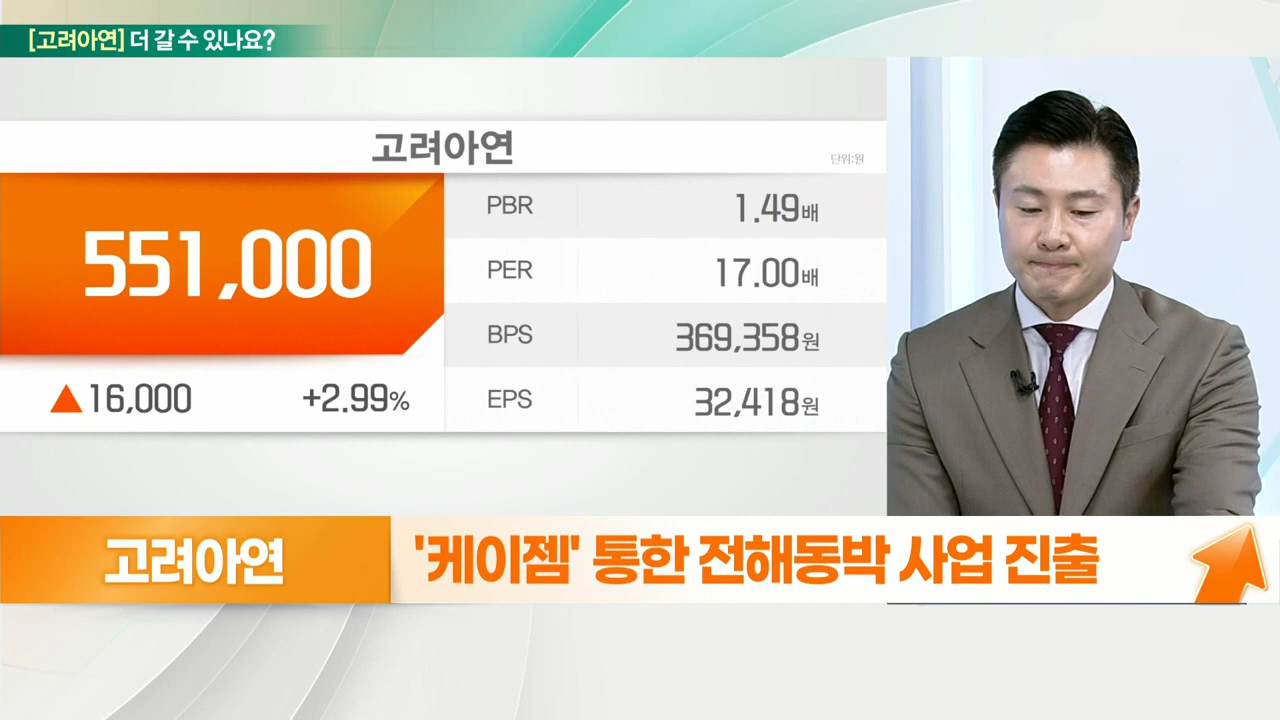 [고려아연] 더 갈 수 있나요?
고려아연
단위:원
551,000
▲16,000 +2.99%
PBR 1.49배
PER 17.00배
BPS 369,358원
EPS 32,418원
고려아연
'케이젬' 통한 전해동박 사업 진출